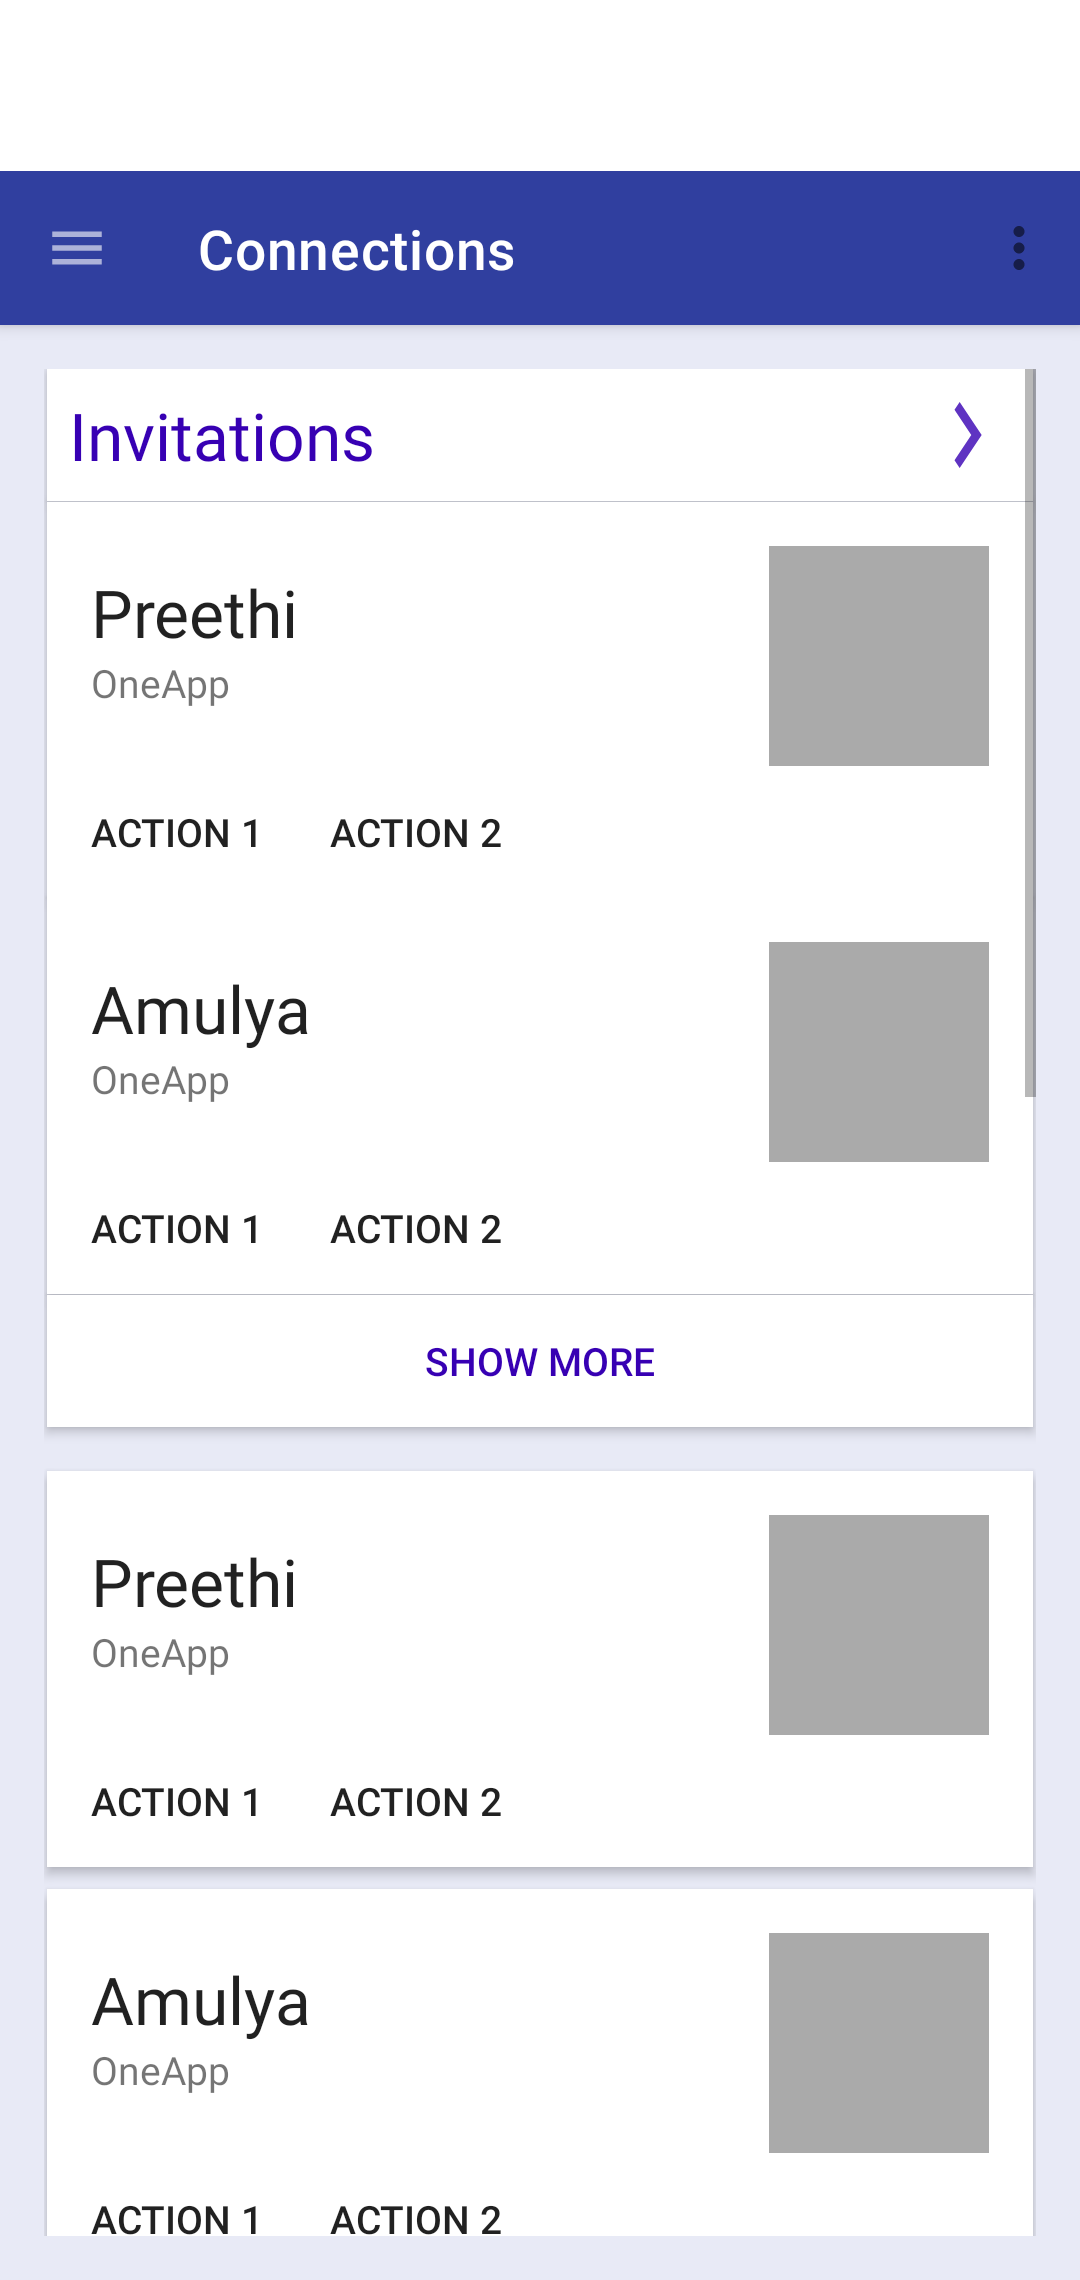 Connections
Invitations
Preethi
OneApp
ACTION 1 ACTION 2
Amulya
OneApp
ACTION 1 ACTION 2
SHOW MORE
Preethi
OneApp
ACTION 1 ACTION 2
Amulya
OneApp
ACTION 1 ACTION 2